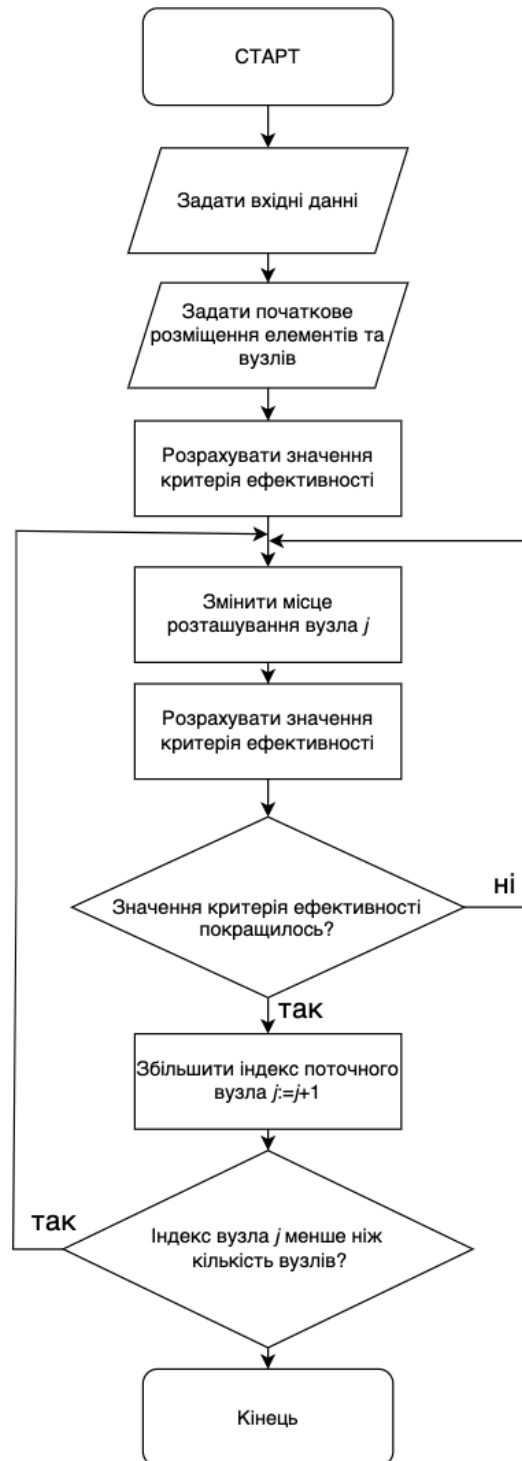 СТАРТ
Задати вхідні данні
Задати початкове
розміщення елементів та
вузлів
Розрахувати значення
критерія ефективності
Змінити місце
розташування вузла j
Розрахувати значення
критерія ефективності
Значення критерія ефективності
покращилось?
ні
так
Збільшити індекс поточного
вузла j:=j+1
так
Індекс вузла j менше ніж
кількість вузлів?
Кінець